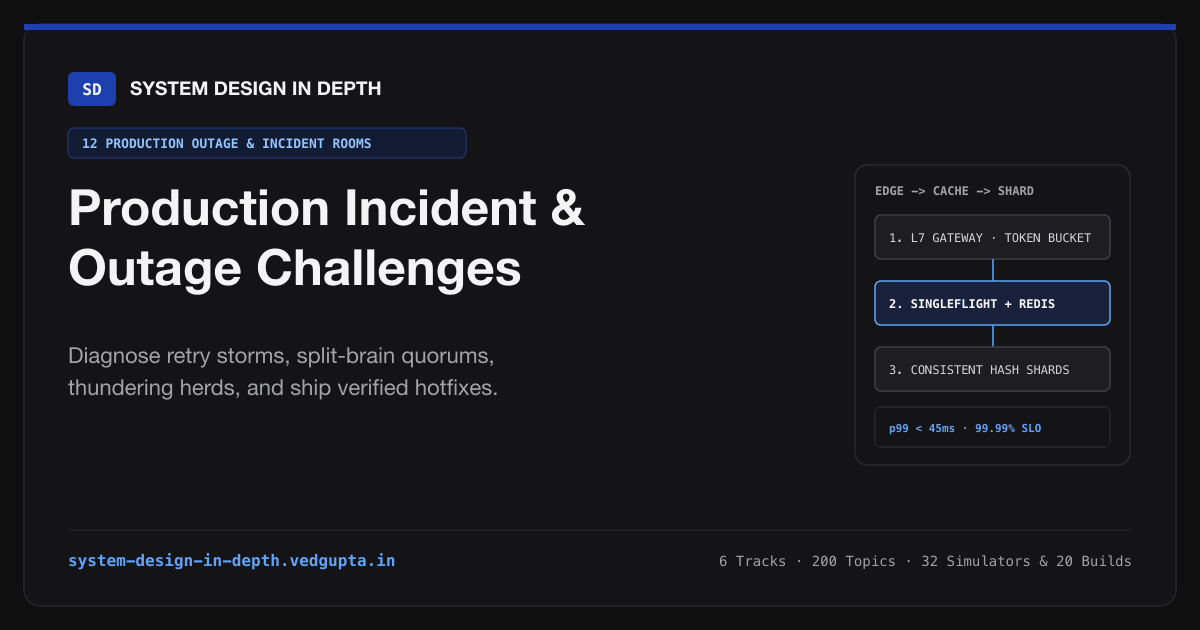 SD
SYSTEM DESIGN IN DEPTH
12 PRODUCTION OUTAGE & INCIDENT ROOMS
Production Incident &
Outage Challenges
Diagnose retry storms, split-brain quorums,
thundering herds, and ship verified hotfixes.
EDGE —> CACHE —> SHARD
1. L7 GATEWAY · TOKEN BUCKET
2. SINGLEFLIGHT + REDIS
3. CONSISTENT HASH SHARDS
p99 < 45ms · 99.99% SLO
system-design-in-depth.vedgupta.in
6 Tracks · 200 Topics · 32 Simulators & 20 Builds